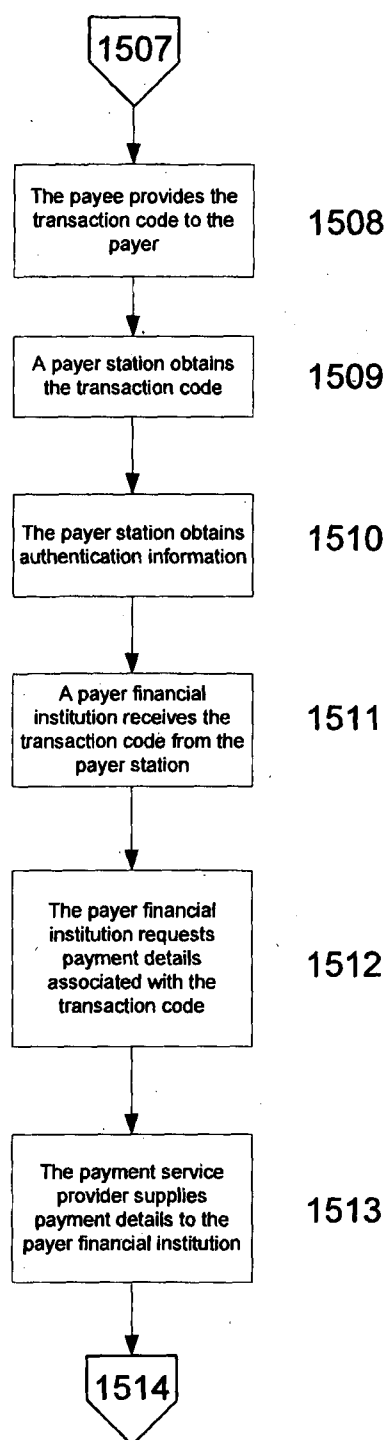 1507
The payee provides the
transaction code to the
payer
1508
A payer station obtains
the transaction code
1509
The payer station obtains
authentication information
1510
A payer financial
institution receives the
transaction code from the
payer station
1511
The payer financial
institution requests
payment details
associated with the
transaction code
1512
The payment service
provider supplies
payment details to the
payer financial institution
1513
1514